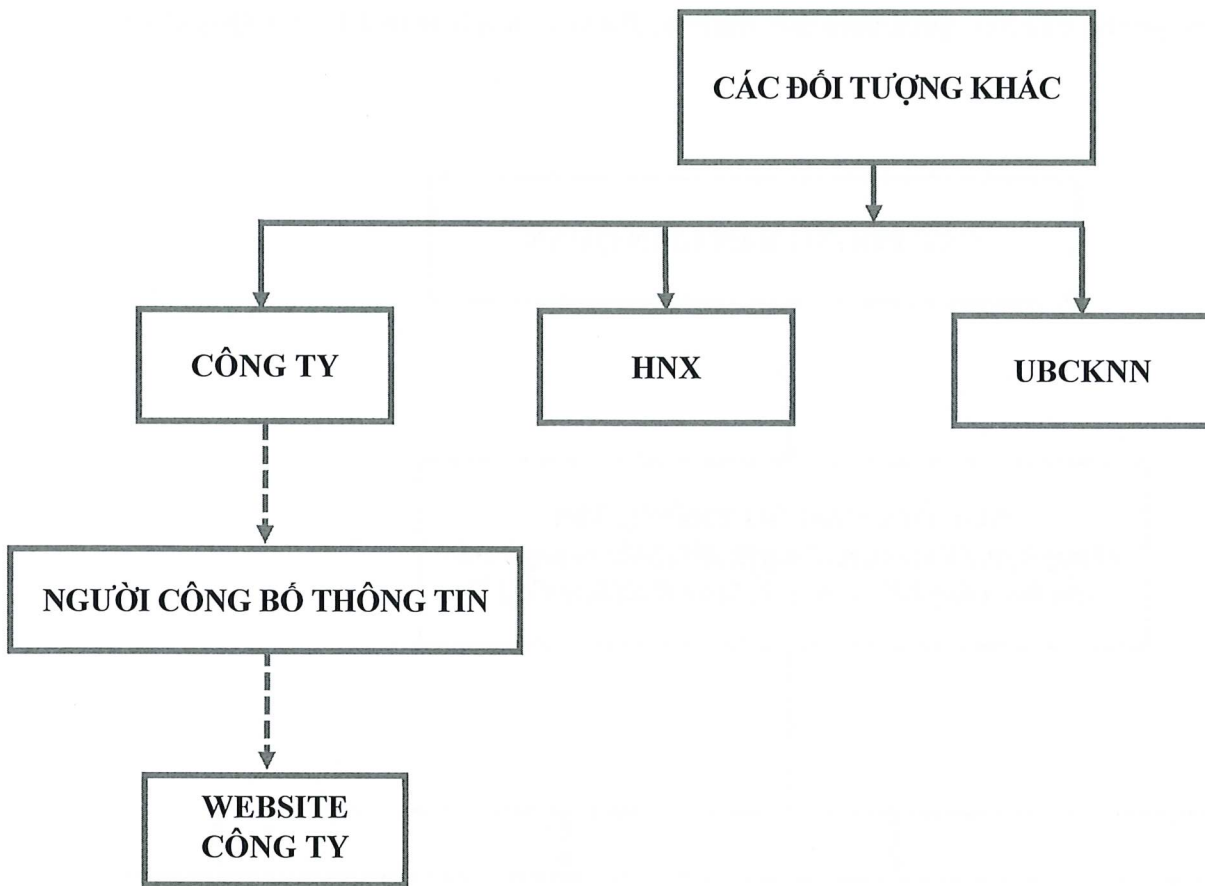 CÁC ĐỐI TƯỢNG KHÁC
CÔNG TY
HNX
UBCKNN
NGƯỜI CÔNG BỐ THÔNG TIN
WEBSITE
CÔNG TY